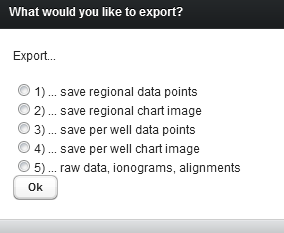 What would you like to export?
Export...
1) ... save regional data points
2) ... save regional chart image
3) ... save per well data points
4) ... save per well chart image
5) ... raw data, ionograms, alignments
Ok